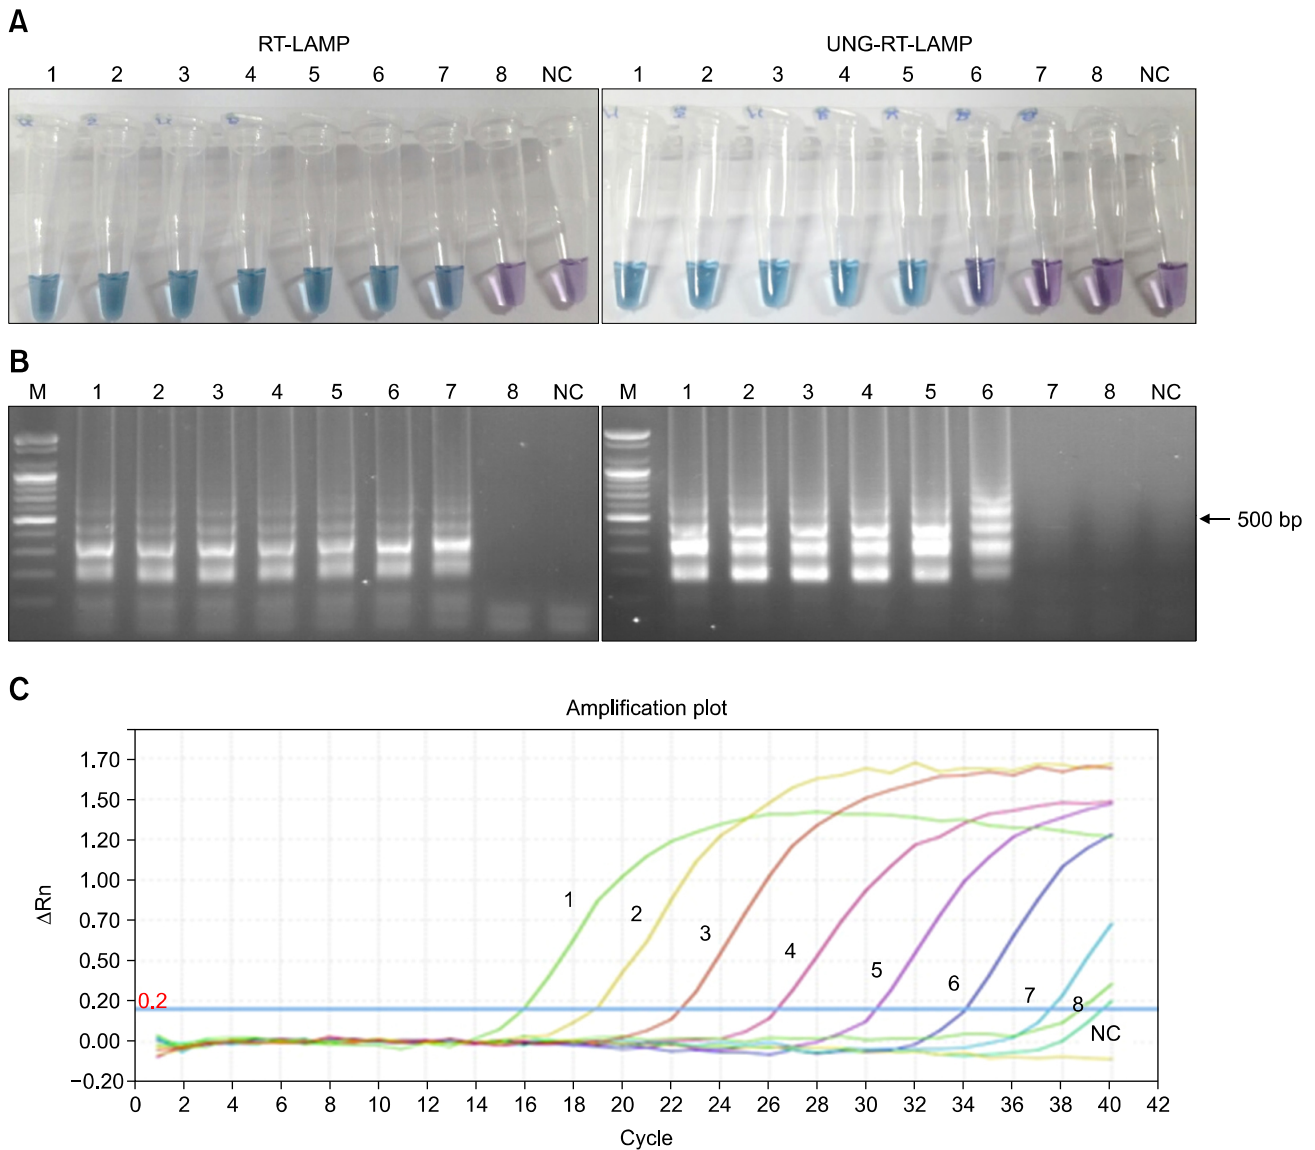 A
RT-LAMP
UNG-RT-LAMP
1 2 3 4 5 6 7 8 NC
1 2 3 4 5 6 7 8 NC
B
M 1 2 3 4 5 6 7 8 NC
M 1 2 3 4 5 6 7 8 NC
500 bp
C
Amplification plot
1.70
1.50
1.20
1.00
0.70
0.50
0.20
0.00
−0.20
ΔRn
0.2
1
2
3
4
5
6
7
8
NC
0 2 4 6 8 10 12 14 16 18 20 22 24 26 28 30 32 34 36 38 40 42
Cycle